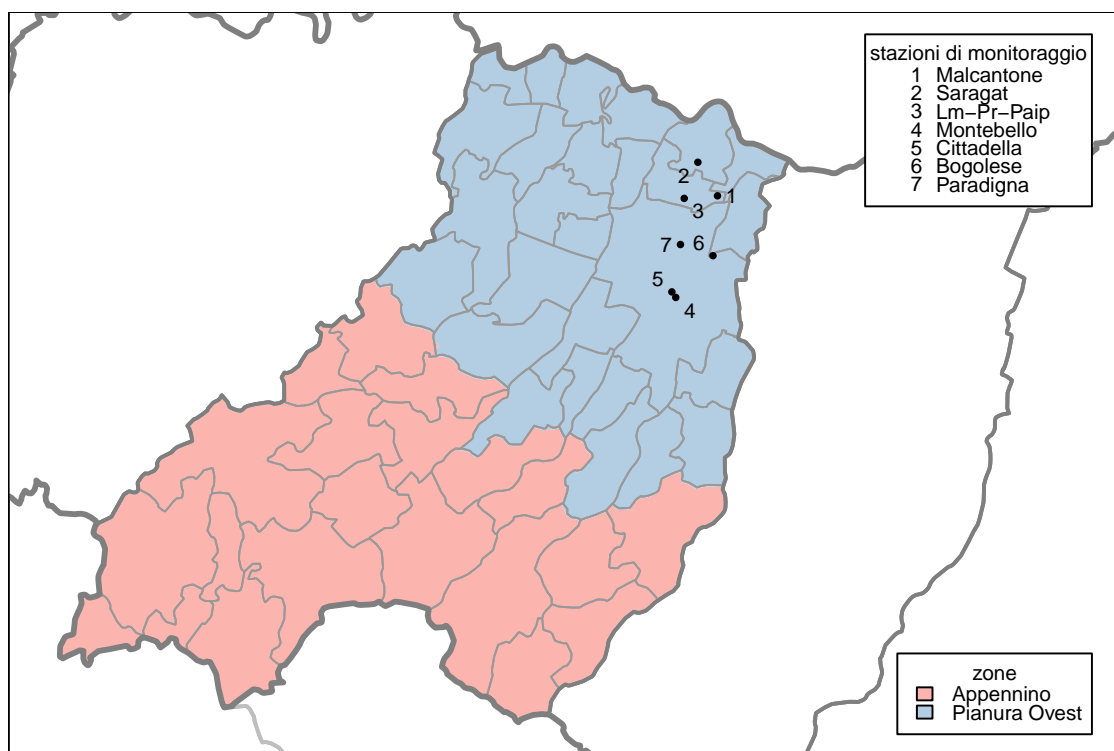 stazioni di monitoraggio
1 Malcantone
2 Saragat
3 Lm−Pr−Paip
4 Montebello
5 Cittadella
6 Bogolese
7 Paradigna
2
1
3
7
6
5
4
zone
Appennino
Pianura Ovest